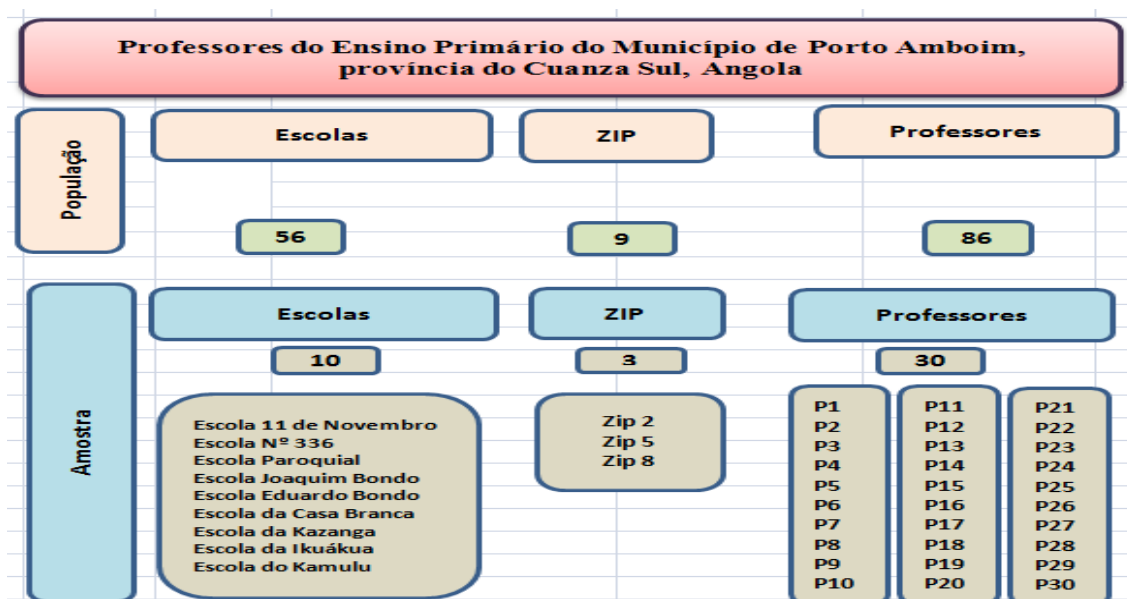 Professores do Ensino Primário do Município de Porto Amboim,
província do Cuanza Sul, Angola
População
Escolas
ZIP
Professores
56
9
86
Amostra
Escolas
ZIP
Professores
10
3
30
Escola 11 de Novembro
Escola Nº 336
Escola Paroquial
Escola Joaquim Bondo
Escola Eduardo Bondo
Escola da Casa Branca
Escola da Kazanga
Escola da Ikuákua
Escola do Kamulu
Zip 2
Zip 5
Zip 8
P1
P2
P3
P4
P5
P6
P7
P8
P9
P10
P11
P12
P13
P14
P15
P16
P17
P18
P19
P20
P21
P22
P23
P24
P25
P26
P27
P28
P29
P30